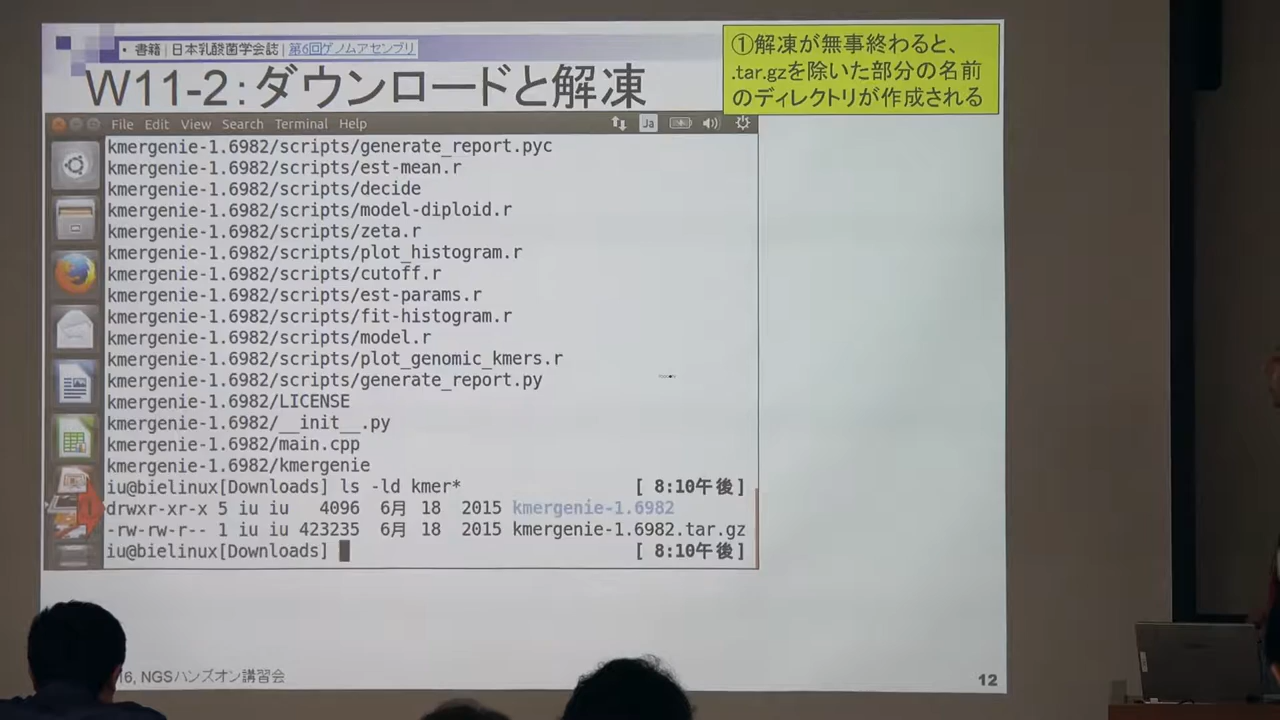 ・書籍 | 日本乳酸菌学会誌 | 第6回ゲノムアセンブリ
W11-2:ダウンロードと解凍
①解凍が無事終わると、
.tar.gzを除いた部分の名前
のディレクトリが作成される
File Edit View Search Terminal Help
Ja
kmergenie-1.6982/scripts/generate_report.pyc
kmergenie-1.6982/scripts/est-mean.r
kmergenie-1.6982/scripts/decide
kmergenie-1.6982/scripts/model-diploid.r
kmergenie-1.6982/scripts/zeta.r
kmergenie-1.6982/scripts/plot_histogram.r
kmergenie-1.6982/scripts/cutoff.r
kmergenie-1.6982/scripts/est-params.r
kmergenie-1.6982/scripts/fit-histogram.r
kmergenie-1.6982/scripts/model.r
kmergenie-1.6982/scripts/plot_genomic_kmers.r
kmergenie-1.6982/scripts/generate_report.py
kmergenie-1.6982/LICENSE
kmergenie-1.6982/__init__.py
kmergenie-1.6982/main.cpp
kmergenie-1.6982/kmergenie
iu@bielinux[Downloads] ls -ld kmer* [ 8:10午後]
drwxr-xr-x 5 iu iu 4096 6月 18 2015 kmergenie-1.6982
-rw-rw-r-- 1 iu iu 423235 6月 18 2015 kmergenie-1.6982.tar.gz
iu@bielinux[Downloads] [ 8:10午後]
16, NGSハンズオン講習会
12